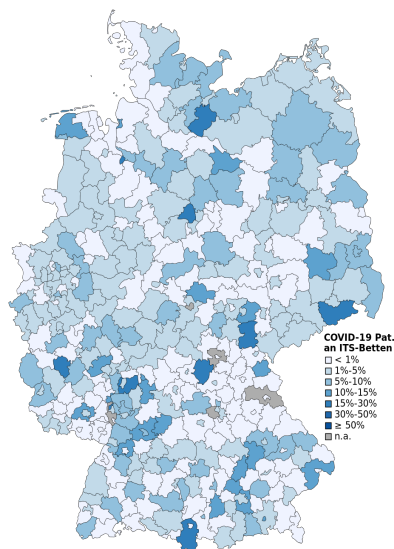 COVID-19 Pat.
an ITS-Betten
< 1%
1%-5%
5%-10%
10%-15%
15%-30%
30%-50%
≥ 50%
n.a.